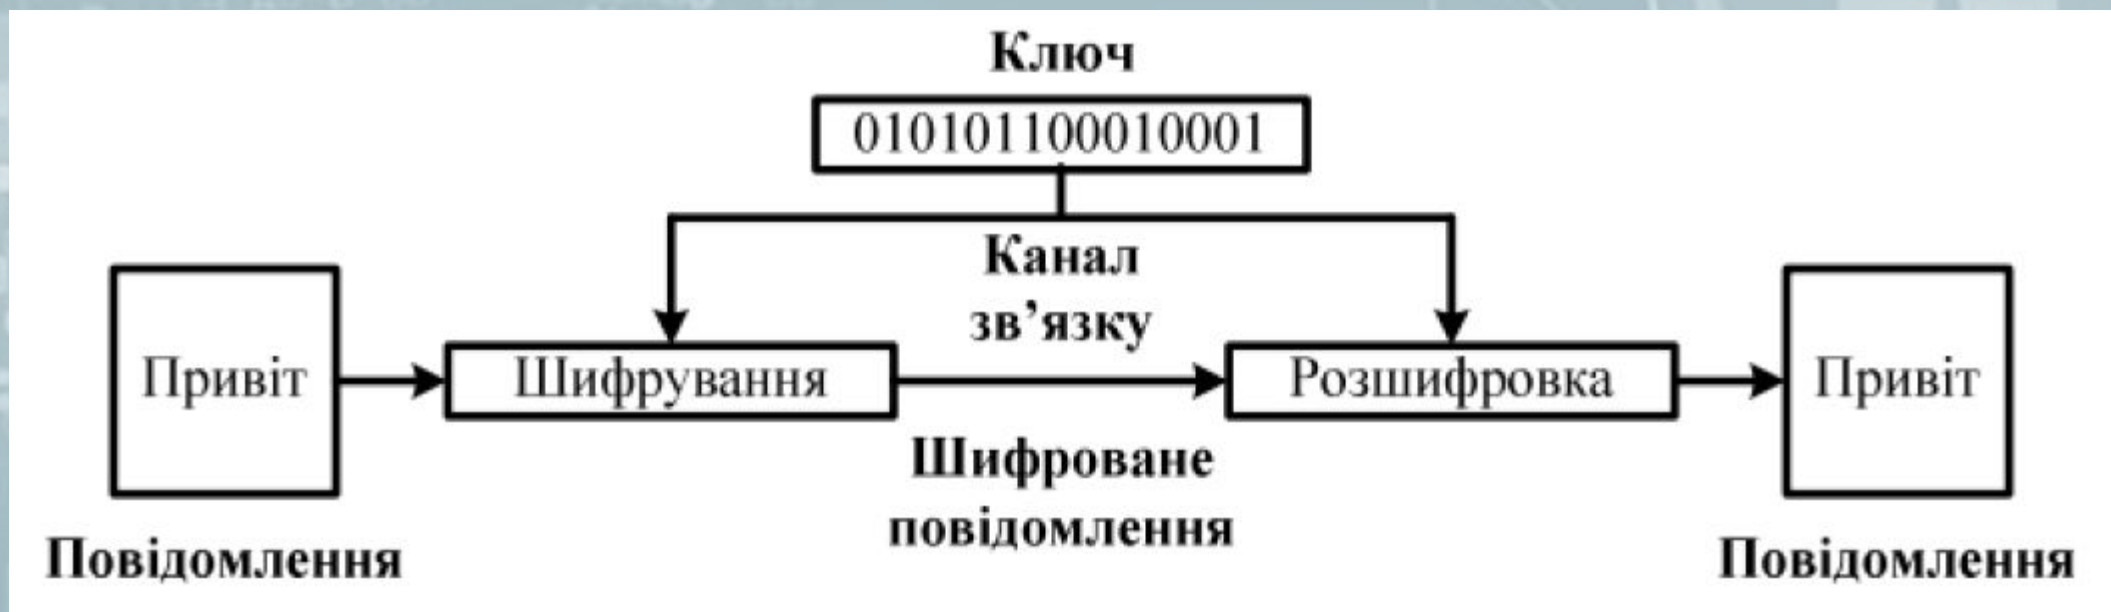 Ключ
010101100010001
Канал
зв’язку
Привіт
Шифрування
Розшифровка
Привіт
Шифроване
повідомлення
Повідомлення
Повідомлення